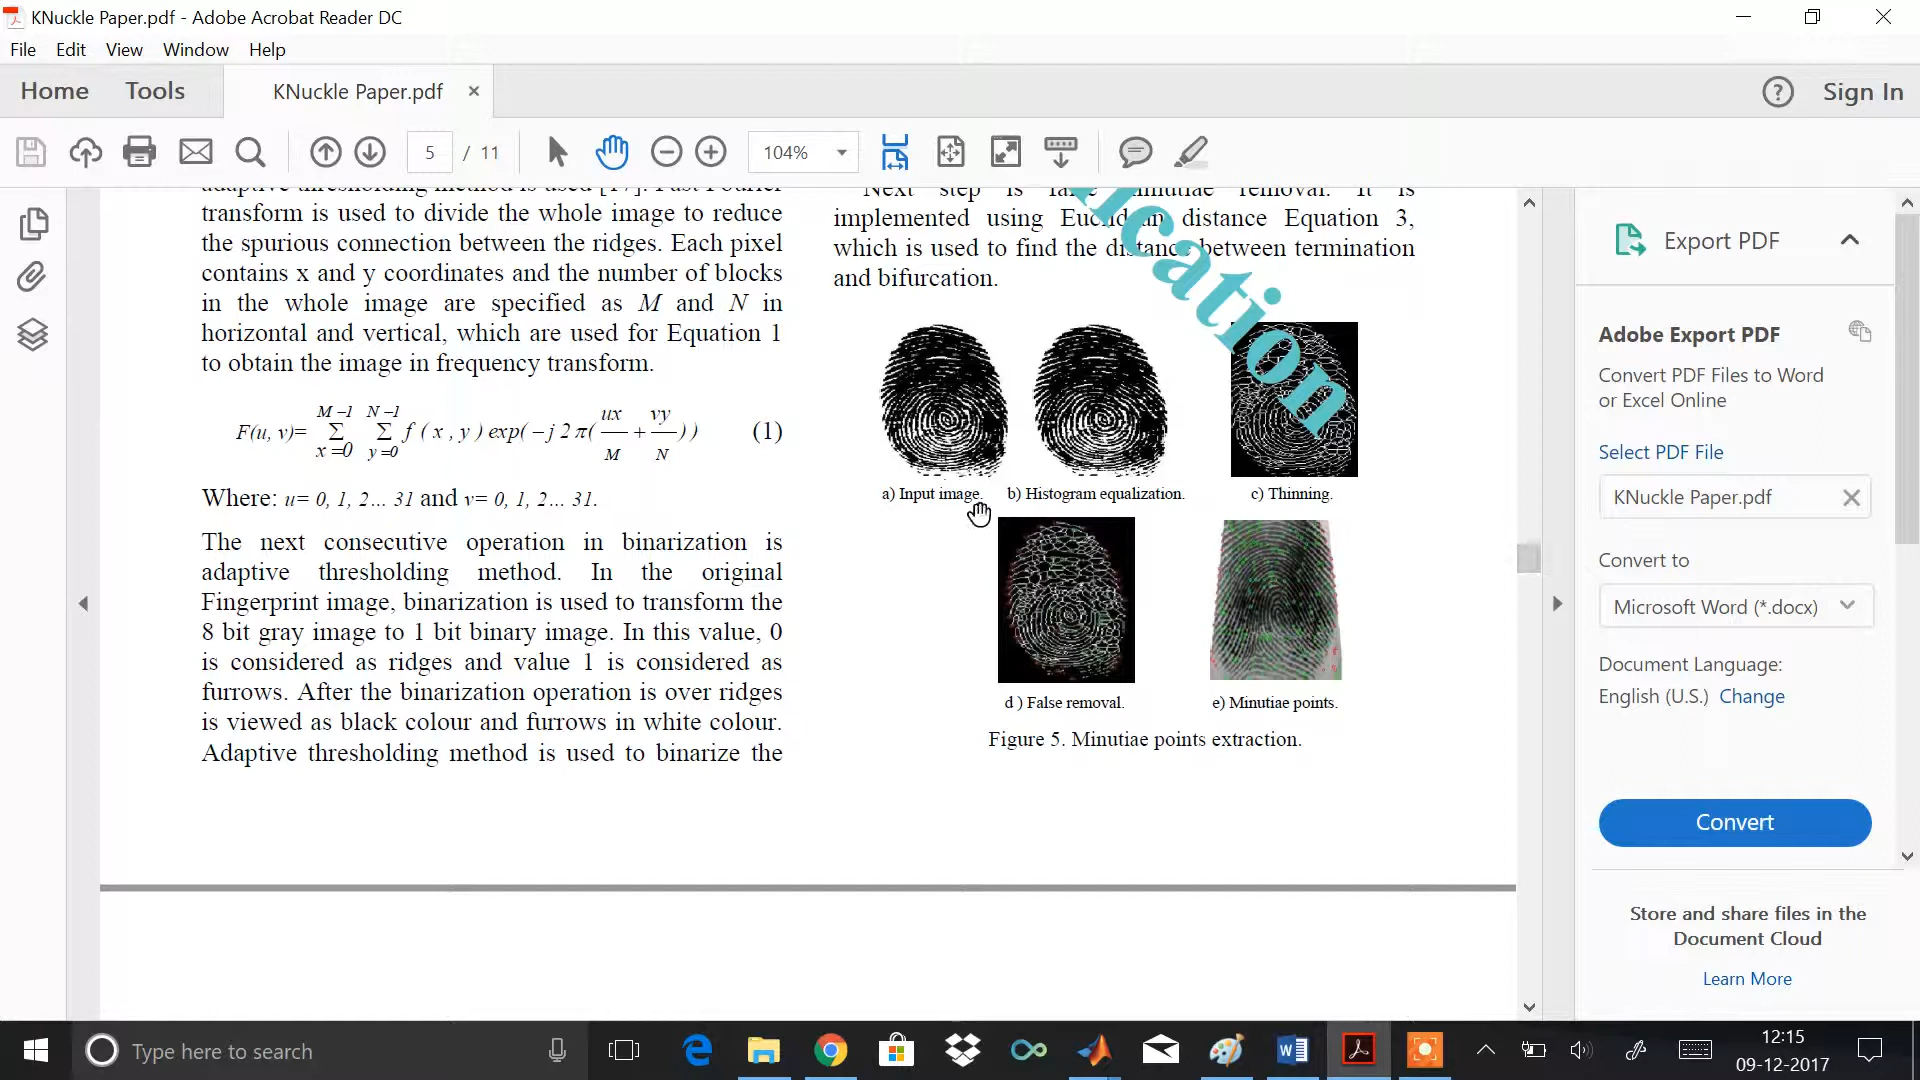 KNuckle Paper.pdf - Adobe Acrobat Reader DC
File Edit View Window Help
Home Tools KNuckle Paper.pdf × ? Sign In
5 / 11 104%
adaptive thresholding method is used [17]. Fast Fourier
transform is used to divide the whole image to reduce
the spurious connection between the ridges. Each pixel
contains x and y coordinates and the number of blocks
in the whole image are specified as M and N in
horizontal and vertical, which are used for Equation 1
to obtain the image in frequency transform.
F(u, v)= M-1 Σ x=0 N-1 Σ y=0 f ( x , y ) exp( - j 2 π( ux/M + vy/N ) ) (1)
Where: u= 0, 1, 2... 31 and v= 0, 1, 2... 31.
The next consecutive operation in binarization is
adaptive thresholding method. In the original
Fingerprint image, binarization is used to transform the
8 bit gray image to 1 bit binary image. In this value, 0
is considered as ridges and value 1 is considered as
furrows. After the binarization operation is over ridges
is viewed as black colour and furrows in white colour.
Adaptive thresholding method is used to binarize the
Next step is false minutiae removal. It is
implemented using Euclidean distance Equation 3,
which is used to find the distance between termination
and bifurcation.
ication
a) Input image. b) Histogram equalization. c) Thinning.
d ) False removal. e) Minutiae points.
Figure 5. Minutiae points extraction.
Export PDF
Adobe Export PDF
Convert PDF Files to Word
or Excel Online
Select PDF File
KNuckle Paper.pdf
Convert to
Microsoft Word (*.docx)
Document Language:
English (U.S.) Change
Convert
Store and share files in the
Document Cloud
Learn More
Type here to search
12:15
09-12-2017